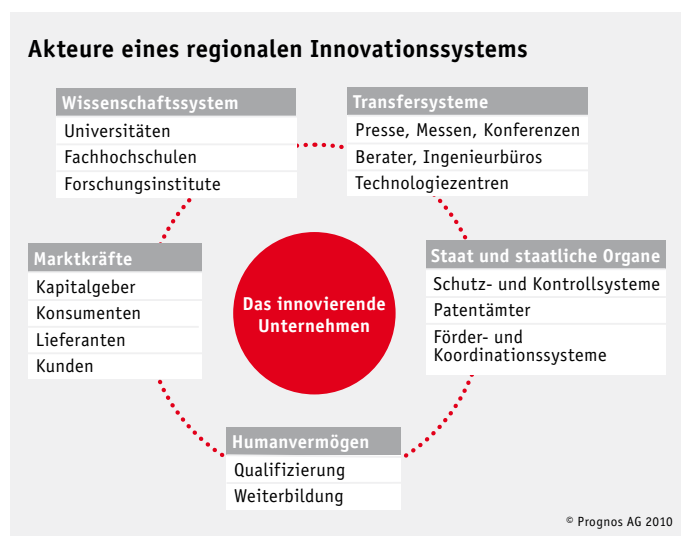 Akteure eines regionalen Innovationssystems
Wissenschaftssystem
Universitäten
Fachhochschulen
Forschungsinstitute
Transfersysteme
Presse, Messen, Konferenzen
Berater, Ingenieurbüros
Technologiezentren
Marktkräfte
Kapitalgeber
Konsumenten
Lieferanten
Kunden
Das innovierende
Unternehmen
Staat und staatliche Organe
Schutz- und Kontrollsysteme
Patentämter
Förder- und
Koordinationssysteme
Humanvermögen
Qualifizierung
Weiterbildung
© Prognos AG 2010